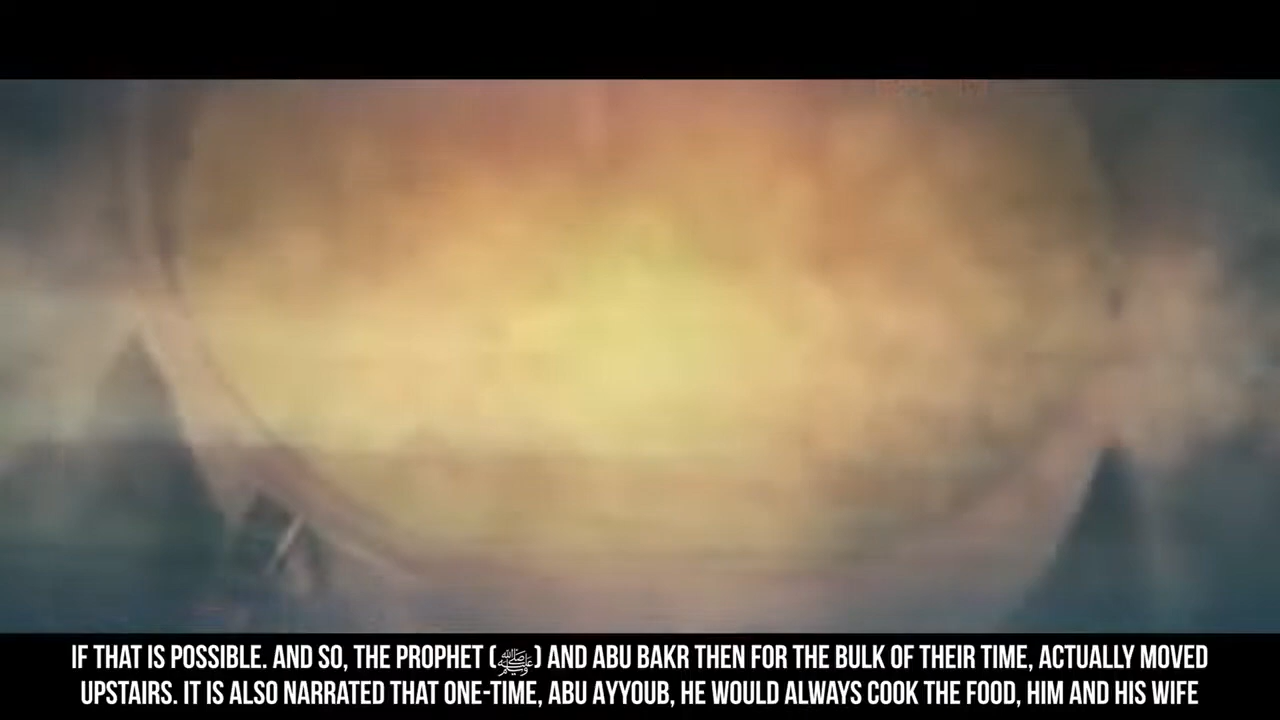 IF THAT IS POSSIBLE. AND SO, THE PROPHET (ﷺ) AND ABU BAKR THEN FOR THE BULK OF THEIR TIME, ACTUALLY MOVED
UPSTAIRS. IT IS ALSO NARRATED THAT ONE-TIME, ABU AYYOUB, HE WOULD ALWAYS COOK THE FOOD, HIM AND HIS WIFE